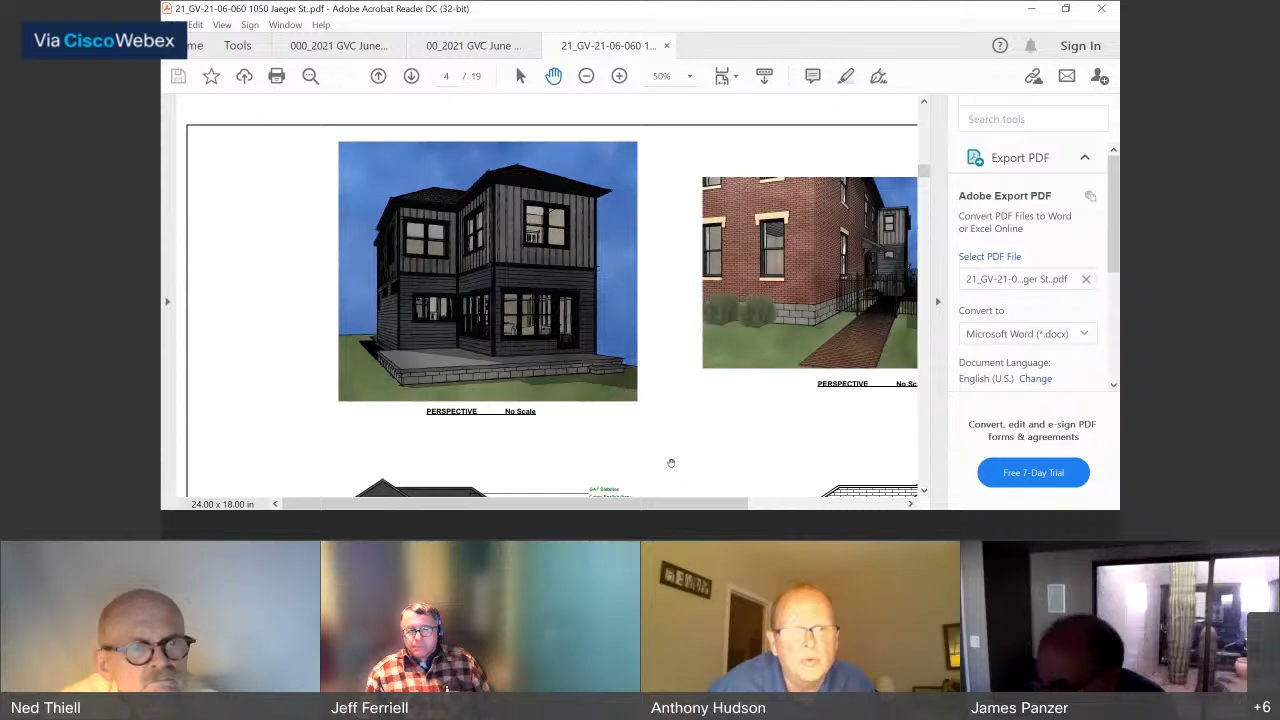 21_GV-21-06-060 1050 Jaeger St..pdf - Adobe Acrobat Reader DC (32-bit)
Edit View Sign Window Help
Via CiscoWebex
me Tools 000_2021 GVC June... 00_2021 GVC June ... 21_GV-21-06-060 1... × Sign In
4 / 19 50%
Search tools
Export PDF
Adobe Export PDF
Convert PDF Files to Word
or Excel Online
Select PDF File
21_GV-21-0...ger St..pdf
Convert to
Microsoft Word (*.docx)
Document Language:
English (U.S.) Change
Convert, edit and e-sign PDF
forms & agreements
Free 7-Day Trial
PERSPECTIVE No Sc
PERSPECTIVE No Scale
24.00 x 18.00 in
Ned Thiell
Jeff Ferriell
Anthony Hudson
James Panzer
+6